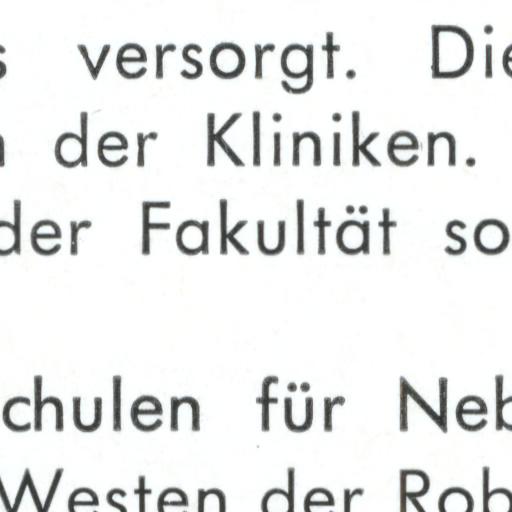 s versorgt. Die
n der Kliniken.
der Fakultät so
chulen für Neb
Westen der Rob